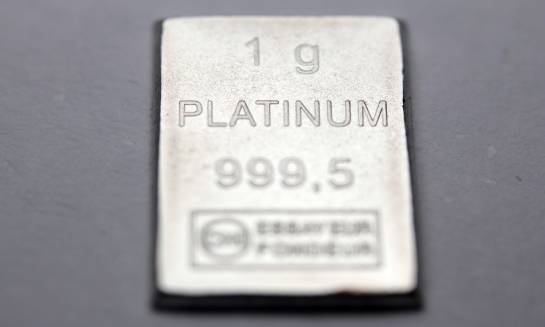 1 g
PLATINUM
999,5
ESSAYEUR
FONDEUR